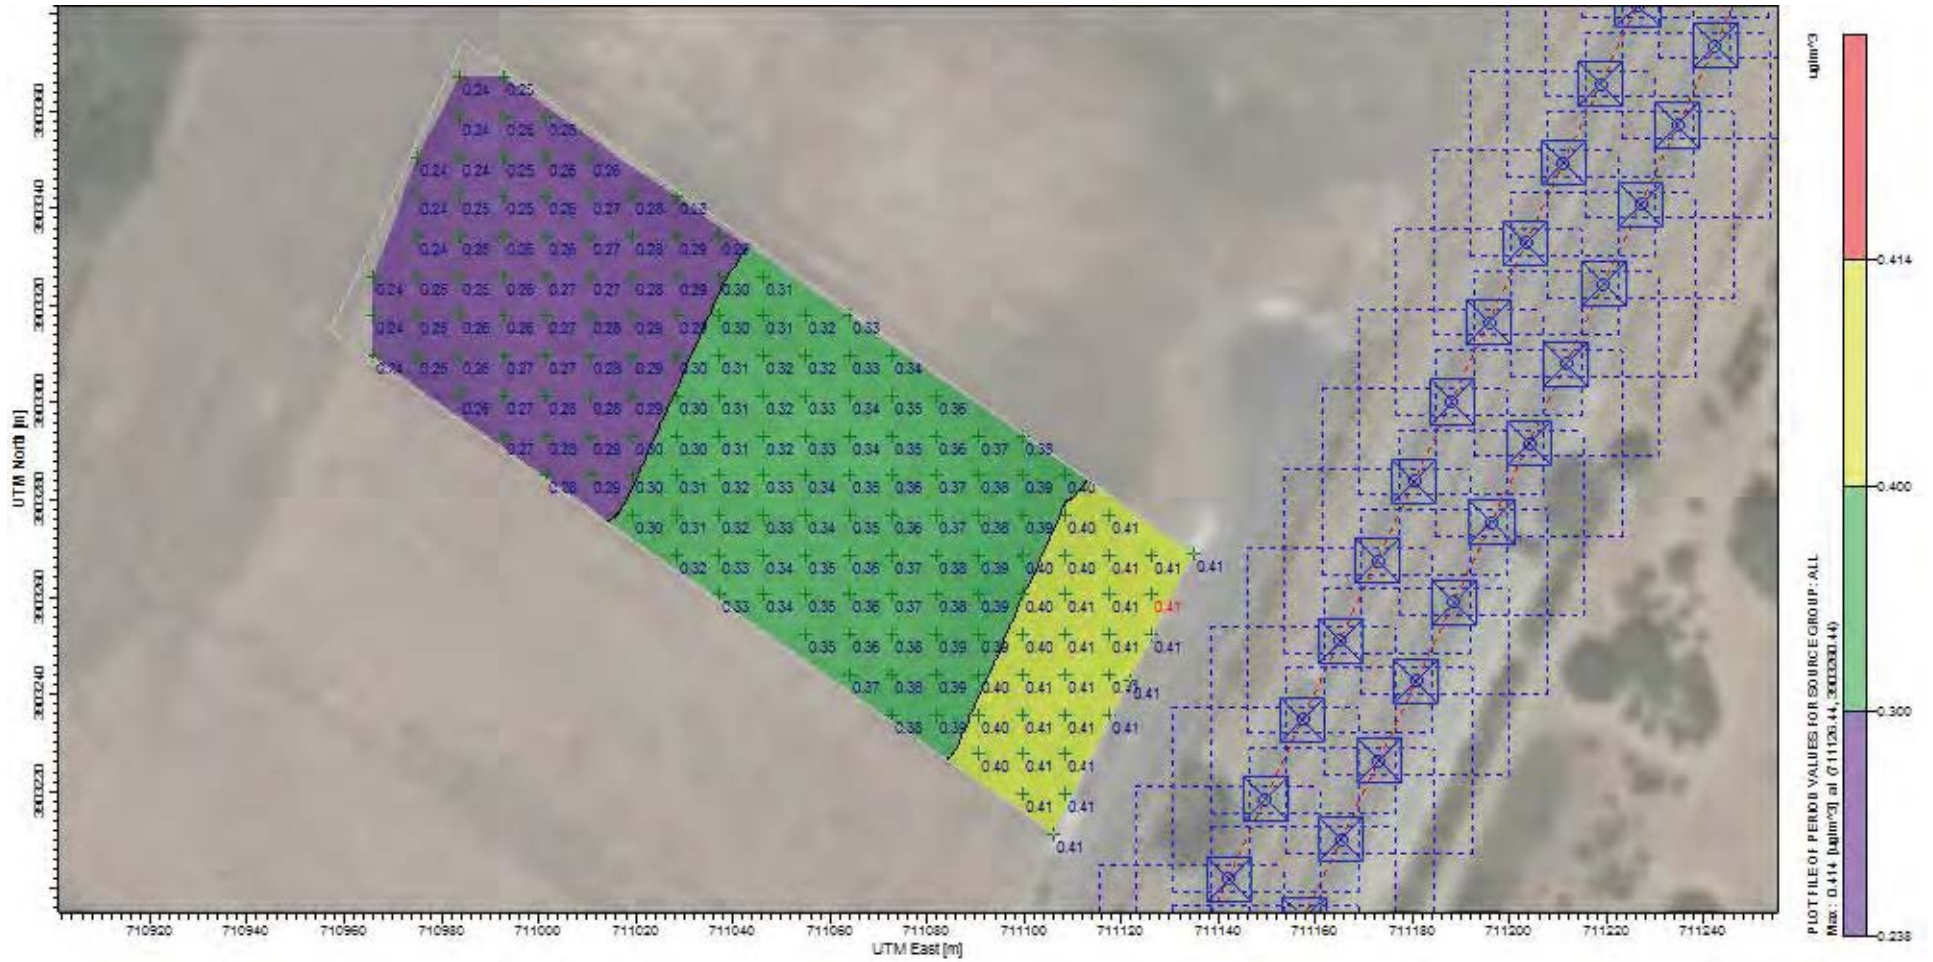 0.24 0.25
0.24 0.25 0.25
0.24 0.24 0.25 0.25 0.26
0.24 0.25 0.25 0.26 0.27 0.28
0.24 0.25 0.25 0.26 0.27 0.28 0.29 0.29
0.24 0.25 0.25 0.26 0.27 0.27 0.28 0.29 0.30 0.31
0.24 0.25 0.26 0.26 0.27 0.28 0.29 0.29 0.30 0.31 0.32 0.33
0.24 0.25 0.26 0.27 0.27 0.28 0.29 0.30 0.31 0.32 0.32 0.33 0.34
0.26 0.27 0.28 0.28 0.29 0.30 0.31 0.32 0.33 0.34 0.35 0.36
0.27 0.28 0.29 0.30 0.30 0.31 0.32 0.33 0.34 0.35 0.36 0.37 0.38
0.28 0.29 0.30 0.31 0.32 0.33 0.34 0.35 0.36 0.37 0.38 0.39 0.40
0.30 0.31 0.32 0.33 0.34 0.35 0.36 0.37 0.38 0.39 0.40 0.41
0.32 0.33 0.34 0.35 0.36 0.37 0.38 0.39 0.40 0.40 0.41 0.41 0.41
0.33 0.34 0.35 0.36 0.37 0.38 0.39 0.40 0.41 0.41 0.41
0.35 0.36 0.38 0.39 0.39 0.40 0.41 0.41 0.41
0.37 0.38 0.39 0.40 0.41 0.41 0.41
0.38 0.39 0.40 0.41 0.41 0.41
0.40 0.41 0.41
0.41 0.41
0.41
710920 710940 710960 710980 711000 711020 711040 711060 711080 711100 711120 711140 711160 711180 711200 711220 711240
UTM East [m]
UTM North [m]
ug/m^3
0.414
0.400
0.300
0.238
PLOT FILE OF PERIOD VALUES FOR SOURCE GROUP: ALL